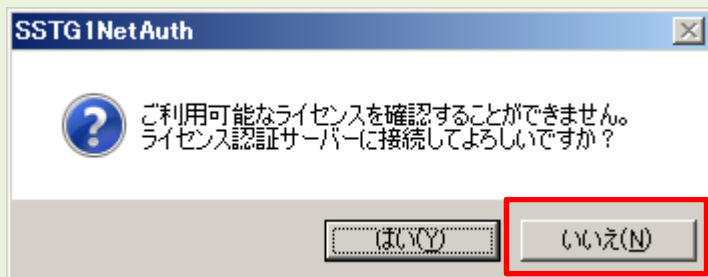 SSTG1NetAuth
ご利用可能なライセンスを確認することができません。
ライセンス認証サーバーに接続してよろしいですか？
はい(Y)
いいえ(N)